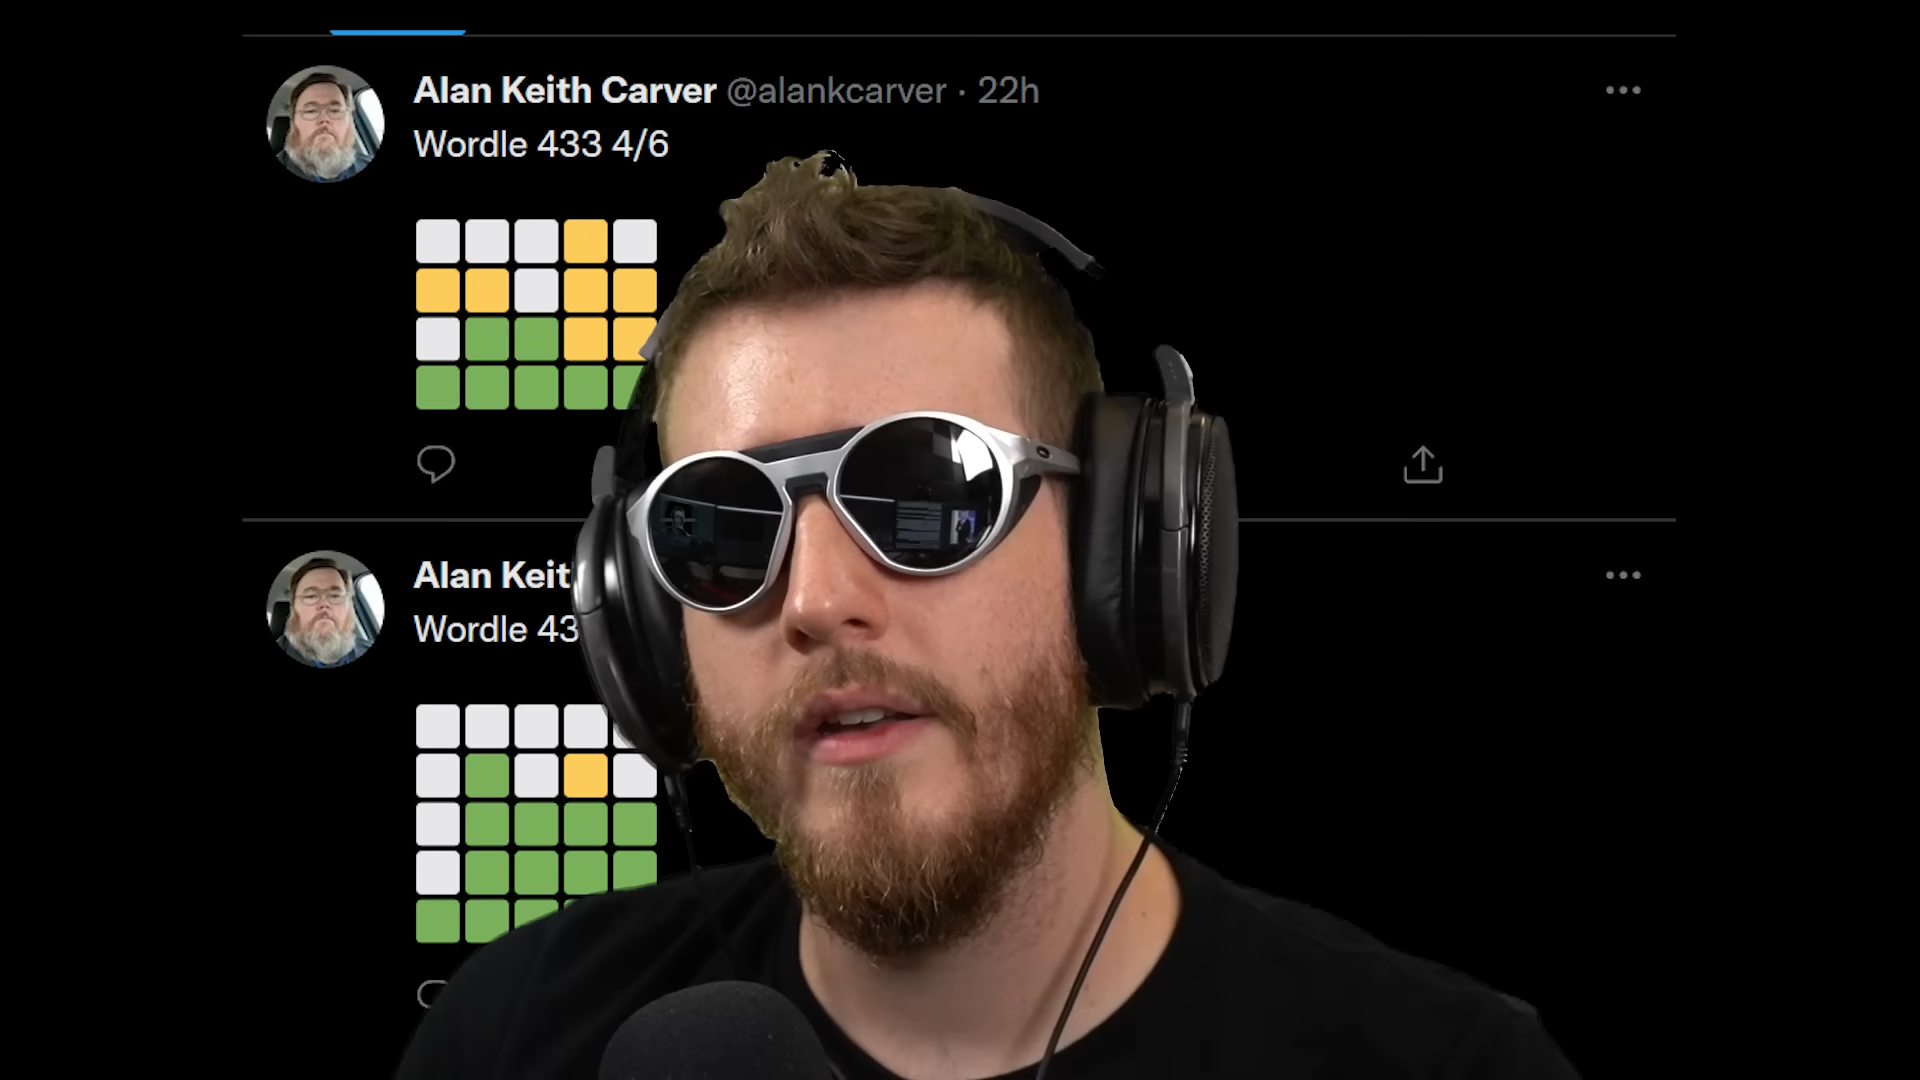 Alan Keith Carver @alankcarver · 22h
Wordle 433 4/6
Alan Keit
Wordle 43